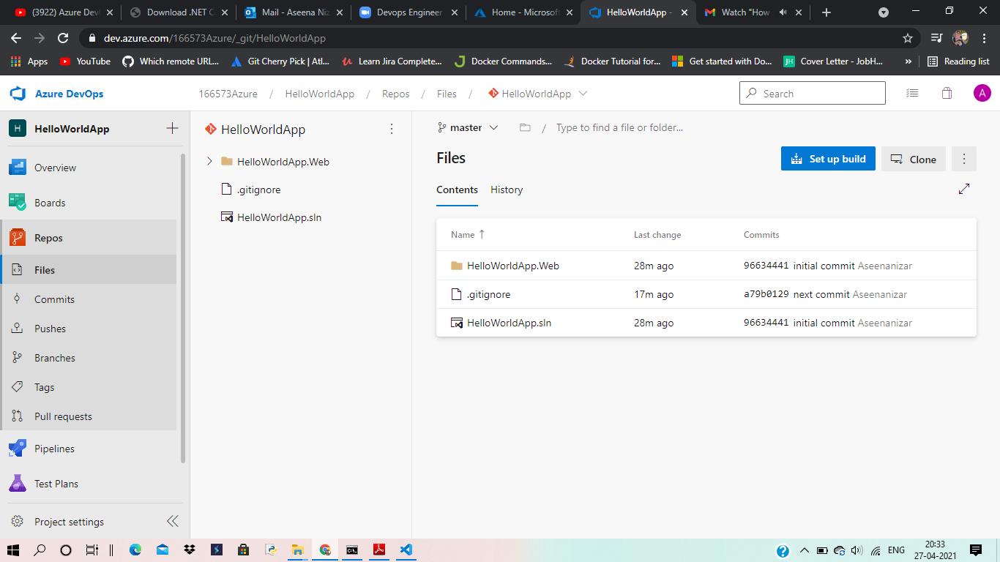 (3922) Azure Dev
Download .NET C
Mail - Aseena Niz
Devops Engineer
Home - Microsoft
HelloWorldApp -
Watch "How
dev.azure.com/166573Azure/_git/HelloWorldApp
Apps
YouTube
Which remote URL...
Git Cherry Pick | Atl...
Learn Jira Complete...
Docker Commands...
Docker Tutorial for...
Get started with Do...
JH
Cover Letter - JobH...
»
Reading list
Azure DevOps
166573Azure / HelloWorldApp / Repos / Files / HelloWorldApp
Search
A
H
HelloWorldApp
Overview
Boards
Repos
Files
Commits
Pushes
Branches
Tags
Pull requests
Pipelines
Test Plans
Project settings
HelloWorldApp
HelloWorldApp.Web
.gitignore
HelloWorldApp.sln
master
/ Type to find a file or folder...
Files
Set up build
Clone
Contents
History
Name
Last change
Commits
HelloWorldApp.Web 28m ago 96634441 initial commit Aseenanizar
.gitignore 17m ago a79b0129 next commit Aseenanizar
HelloWorldApp.sln 28m ago 96634441 initial commit Aseenanizar
ENG
20:33
27-04-2021